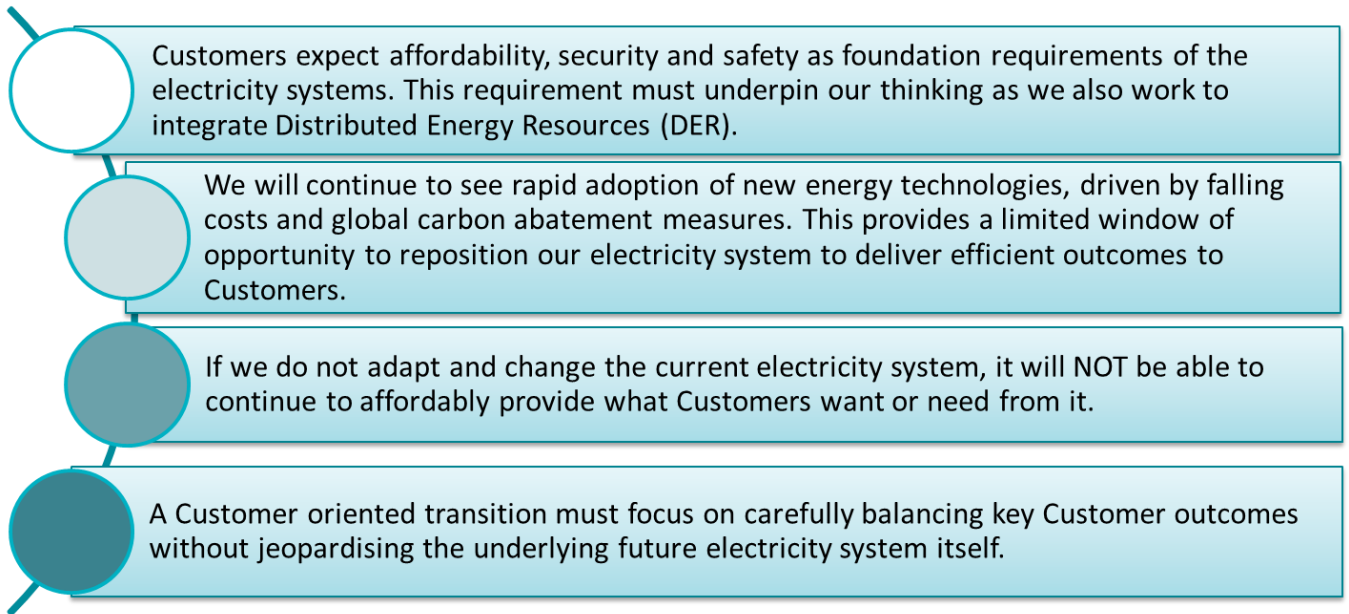 Customers expect affordability, security and safety as foundation requirements of the
electricity systems. This requirement must underpin our thinking as we also work to
integrate Distributed Energy Resources (DER).
We will continue to see rapid adoption of new energy technologies, driven by falling
costs and global carbon abatement measures. This provides a limited window of
opportunity to reposition our electricity system to deliver efficient outcomes to
Customers.
If we do not adapt and change the current electricity system, it will NOT be able to
continue to affordably provide what Customers want or need from it.
A Customer oriented transition must focus on carefully balancing key Customer outcomes
without jeopardising the underlying future electricity system itself.